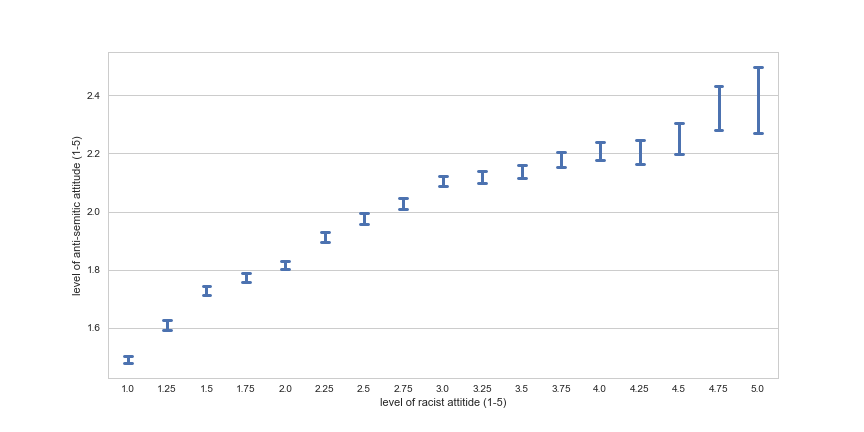 2.4
2.2
2.0
1.8
1.6
level of anti-semitic attitude (1-5)
1.0 1.25 1.5 1.75 2.0 2.25 2.5 2.75 3.0 3.25 3.5 3.75 4.0 4.25 4.5 4.75 5.0
level of racist attitide (1-5)